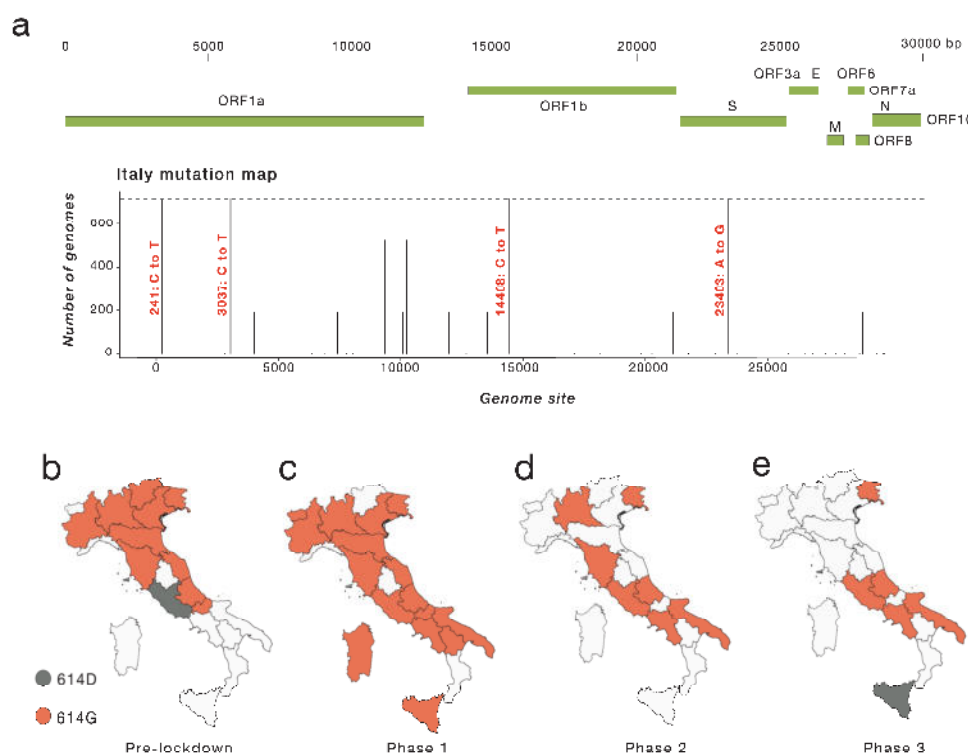 a
0 5000 10000 15000 20000 25000 30000 bp
ORF3a E ORF6
ORF1a ORF1b S ORF7a
M N ORF10
ORF8
Italy mutation map
Number of genomes
600
400
200
0
241: C to T
3037: C to T
14408: C to T
23403: A to G
0 5000 10000 15000 20000 25000
Genome site
b c d e
614D
614G
Pre-lockdown Phase 1 Phase 2 Phase 3